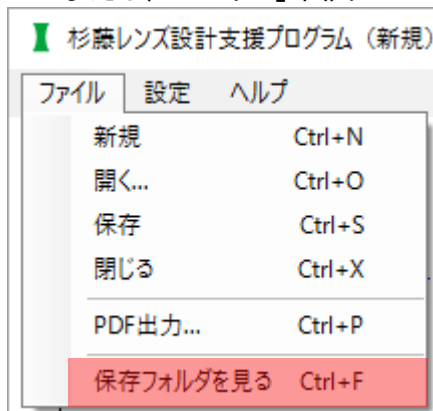 杉藤レンズ設計支援プログラム（新規）
ファイル 設定 ヘルプ
新規 Ctrl+N
開く... Ctrl+O
保存 Ctrl+S
閉じる Ctrl+X
PDF出力... Ctrl+P
保存フォルダを見る Ctrl+F